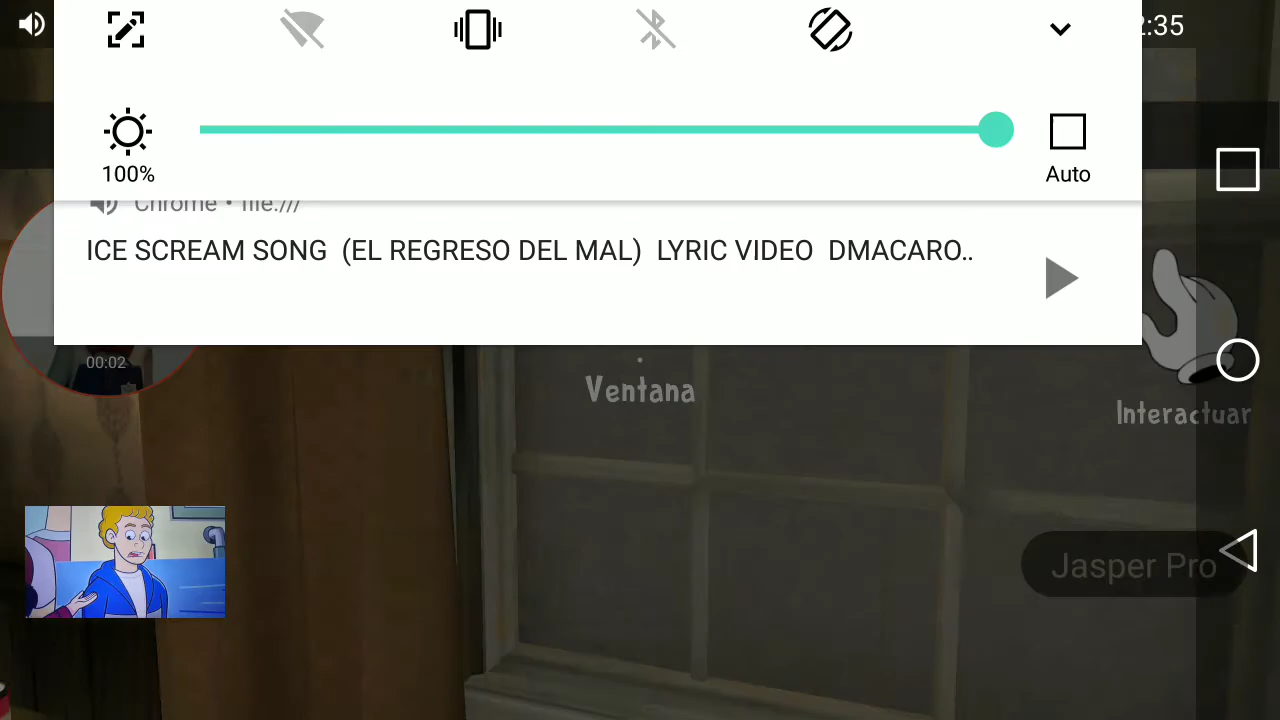 :35
100%
Auto
Chrome • file:///
ICE SCREAM SONG (EL REGRESO DEL MAL) LYRIC VIDEO DMACARO..
00:02
Ventana
Interactuar
Jasper Pro